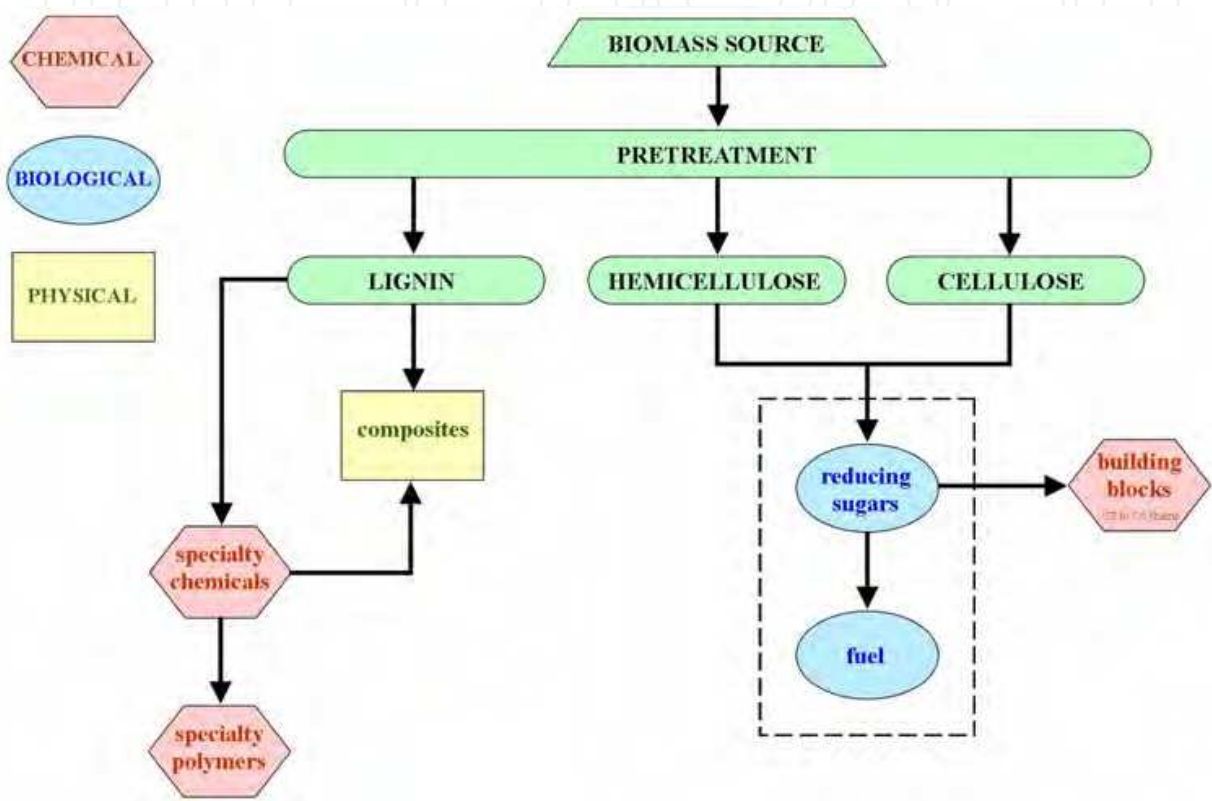 CHEMICAL
BIOLOGICAL
PHYSICAL
BIOMASS SOURCE
PRETREATMENT
LIGNIN
HEMICELLULOSE
CELLULOSE
composites
reducing
sugars
building
blocks
specialty
chemicals
fuel
specialty
polymers